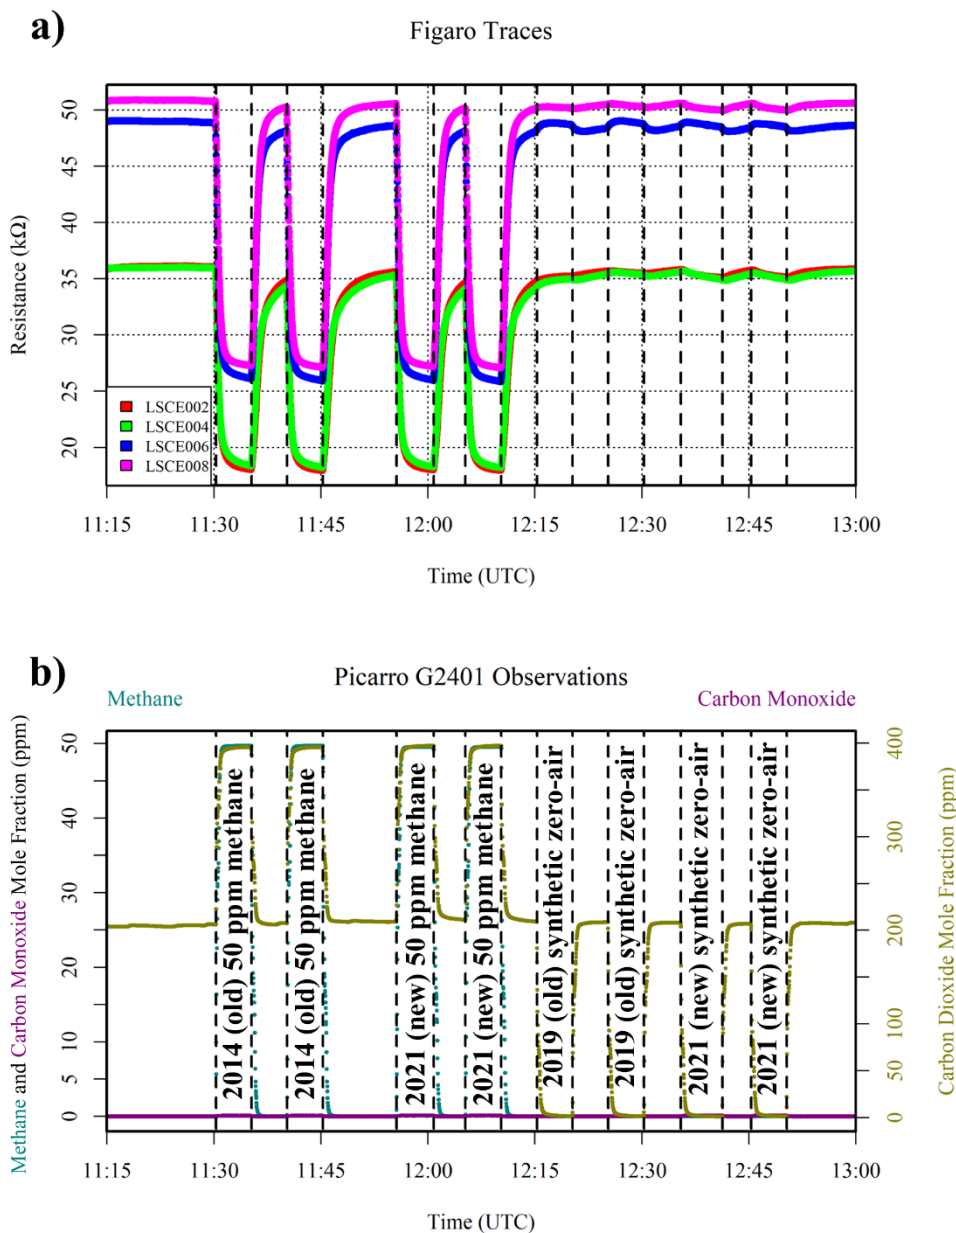 a)
Figaro Traces
Resistance (kΩ)
50
45
40
35
30
25
20
LSCE002
LSCE004
LSCE006
LSCE008
11:15 11:30 11:45 12:00 12:15 12:30 12:45 13:00
Time (UTC)
b)
Picarro G2401 Observations
Methane
Carbon Monoxide
Methane and Carbon Monoxide Mole Fraction (ppm)
50
40
30
20
10
5
0
2014 (old) 50 ppm methane
2014 (old) 50 ppm methane
2021 (new) 50 ppm methane
2021 (new) 50 ppm methane
2019 (old) synthetic zero-air
2019 (old) synthetic zero-air
2021 (new) synthetic zero-air
2021 (new) synthetic zero-air
400
300
200
100
50
0
Carbon Dioxide Mole Fraction (ppm)
11:15 11:30 11:45 12:00 12:15 12:30 12:45 13:00
Time (UTC)